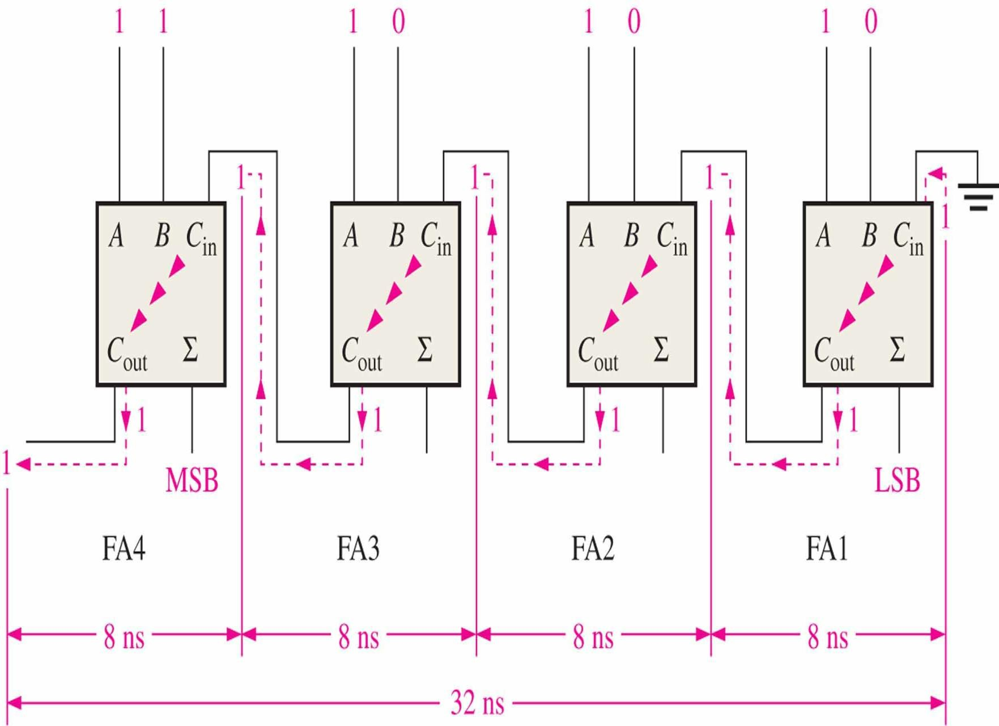 1 1 1 0 1 0 1 0
1 1 1 1
A B Cin A B Cin A B Cin A B Cin
Cout Σ Cout Σ Cout Σ Cout Σ
1 1 1 1
1 MSB LSB
FA4 FA3 FA2 FA1
8 ns 8 ns 8 ns 8 ns
32 ns